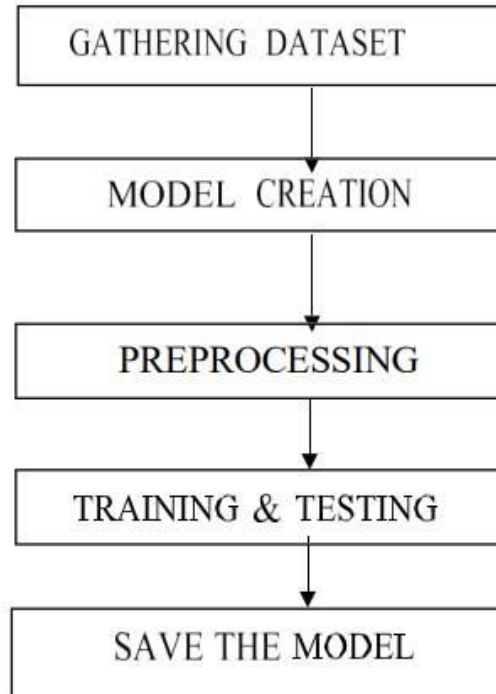 GATHERING DATASET
MODEL CREATION
PREPROCESSING
TRAINING & TESTING
SAVE THE MODEL